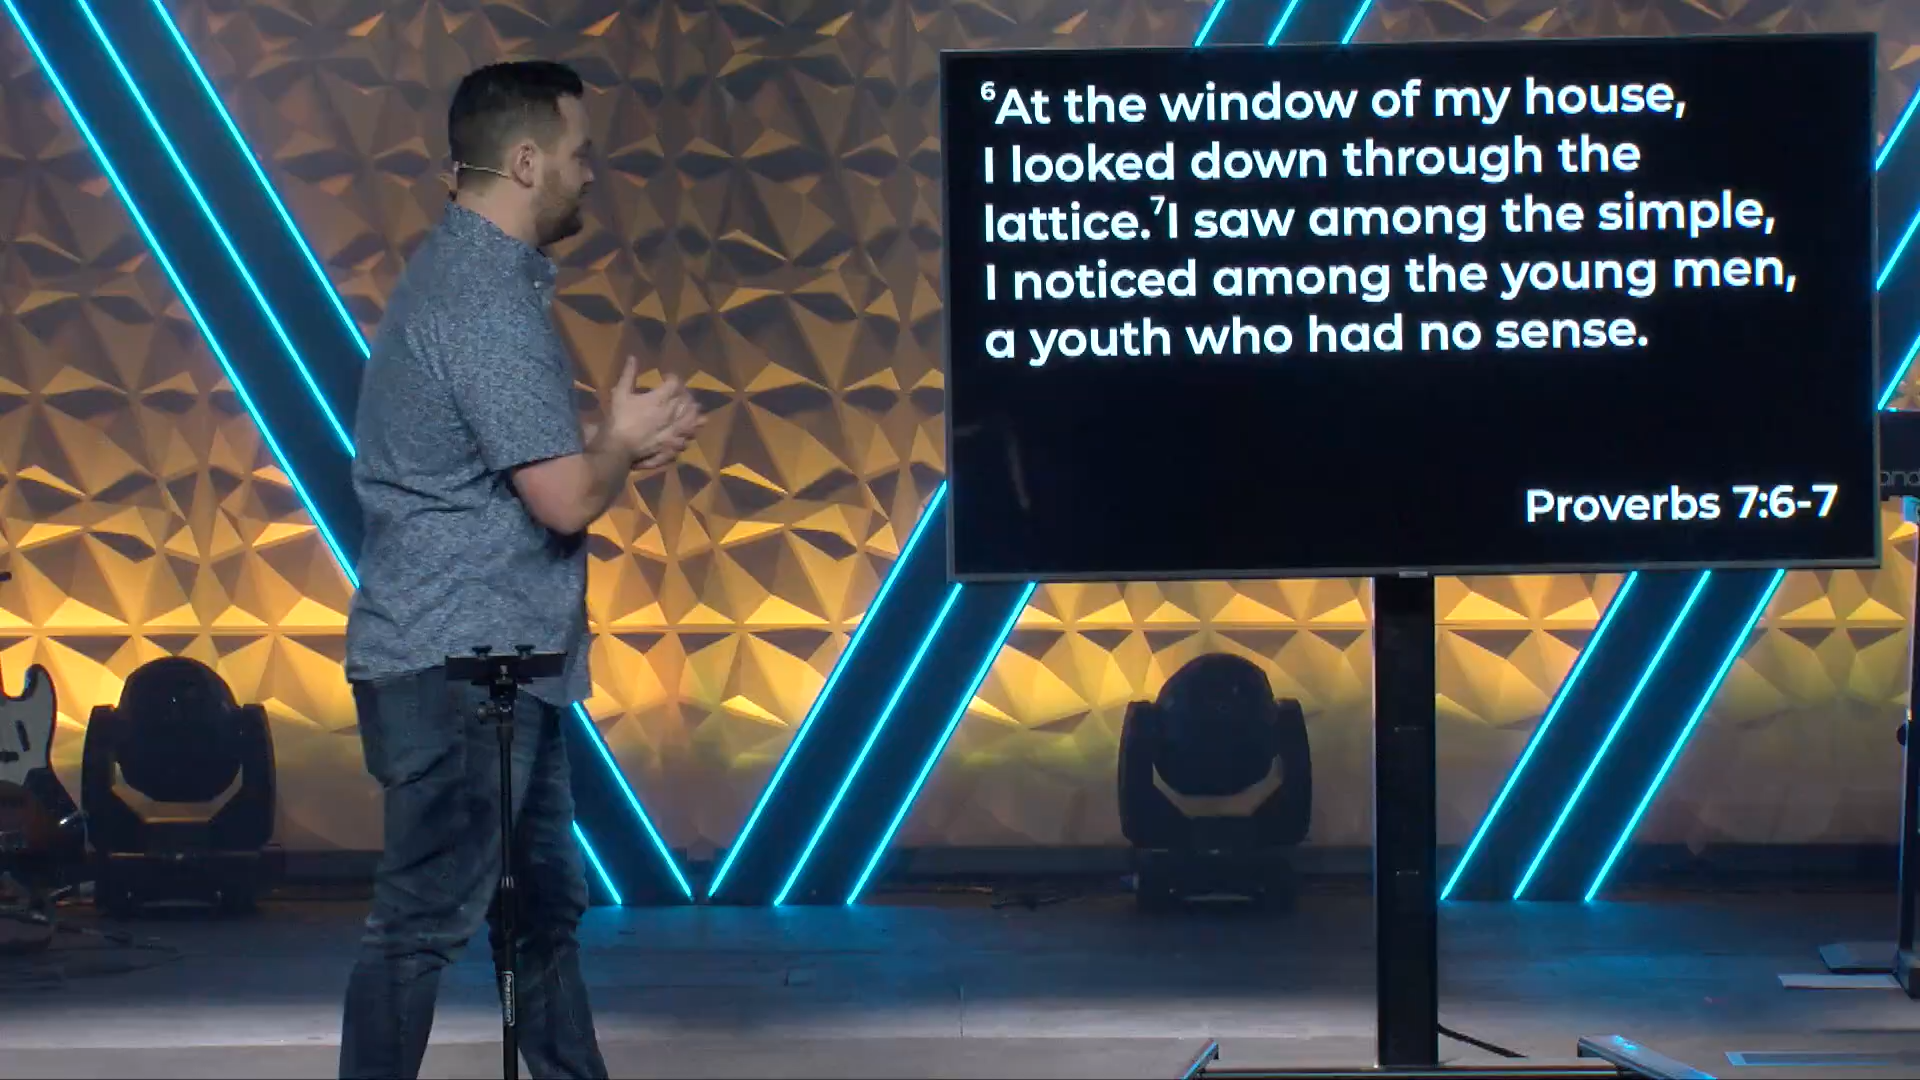 ⁶At the window of my house,
I looked down through the
lattice.⁷I saw among the simple,
I noticed among the young men,
a youth who had no sense.
Proverbs 7:6-7